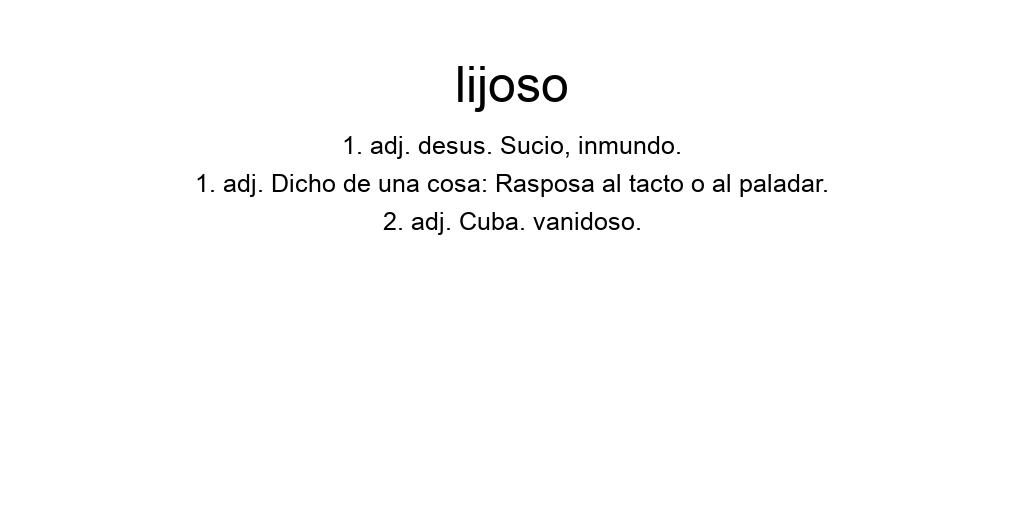 lijoso
1. adj. desus. Sucio, inmundo.
1. adj. Dicho de una cosa: Rasposa al tacto o al paladar.
2. adj. Cuba. vanidoso.